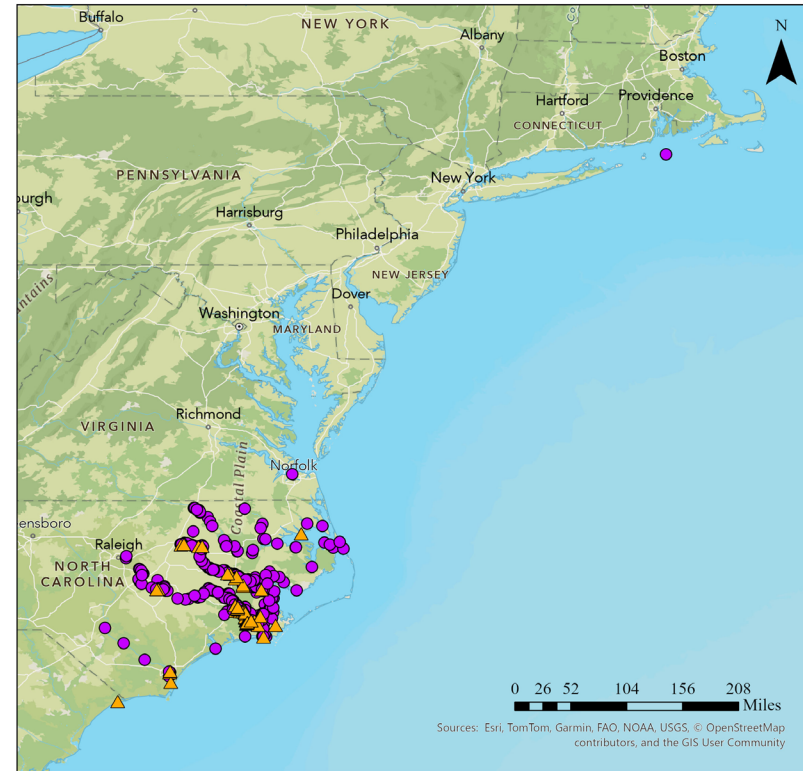 Buffalo
NEW YORK
Albany
N
Boston
Hartford
Providence
CONNECTICUT
PENNSYLVANIA
New York
burgh
Harrisburg
Philadelphia
NEW JERSEY
Dover
ntains
Washington
MARYLAND
Richmond
VIRGINIA
Coastal Plain
Norfolk
ensboro
Raleigh
NORTH
CAROLINA
0 26 52 104 156 208
Miles
Sources: Esri, TomTom, Garmin, FAO, NOAA, USGS, © OpenStreetMap
contributors, and the GIS User Community